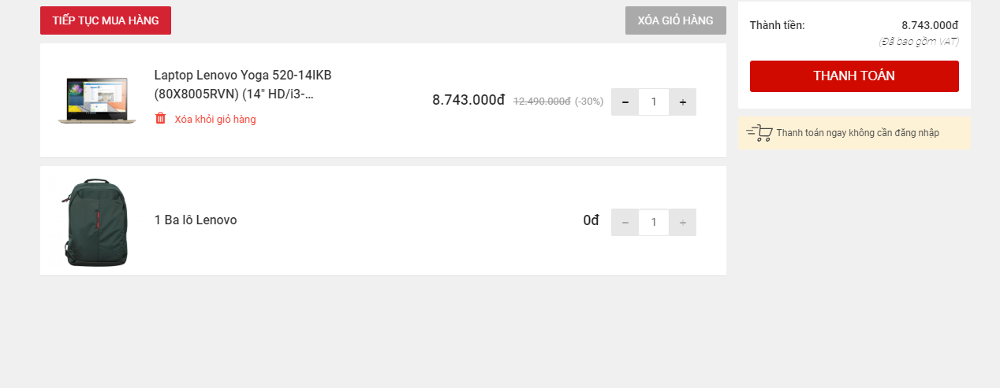 TIẾP TỤC MUA HÀNG
XÓA GIỎ HÀNG
Laptop Lenovo Yoga 520-14IKB
(80X8005RVN) (14" HD/i3-...
Xóa khỏi giỏ hàng
8.743.000đ 12.490.000đ (-30%) − 1 +
1 Ba lô Lenovo
0đ − 1 +
Thành tiền: 8.743.000đ
(Đã bao gồm VAT)
THANH TOÁN
Thanh toán ngay không cần đăng nhập